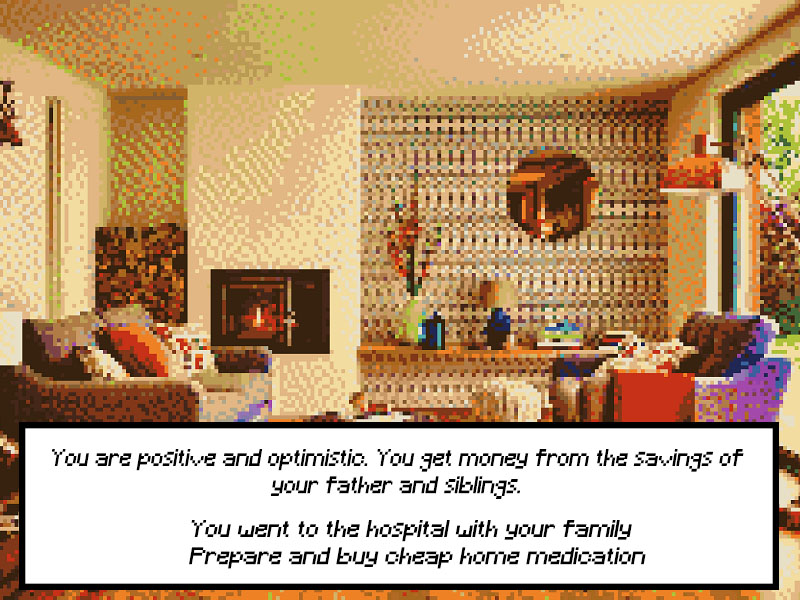 You are positive and optimistic. You get money from the savings of
your father and siblings.
You went to the hospital with your family
Prepare and buy cheap home medication